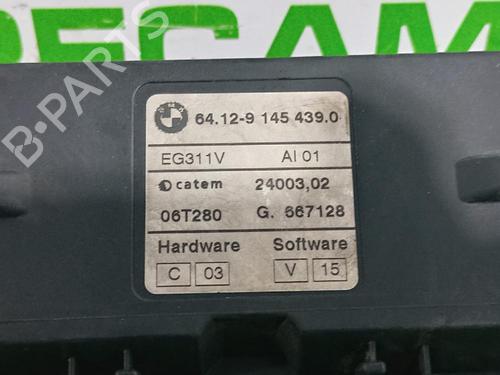 RECAM
B-PARTS
64.12-9 145 439.0
EG311V AI 01
catem 24003,02
06T280 G. 667128
Hardware Software
C 03 V 15